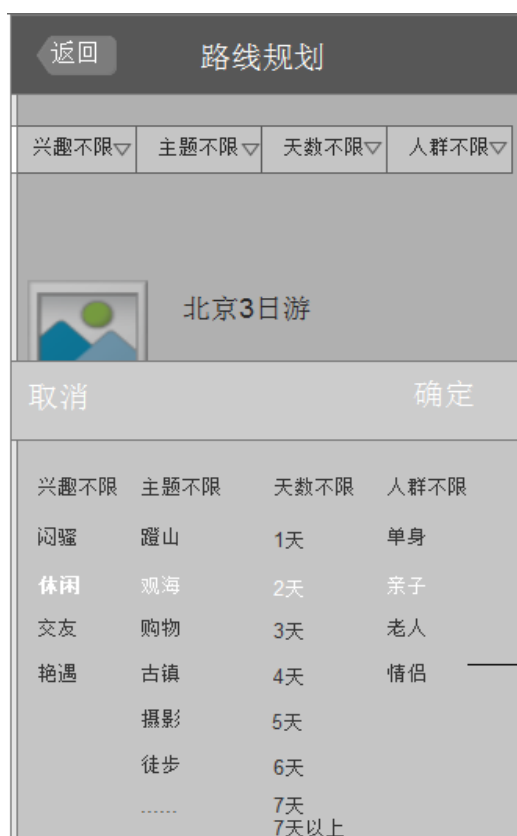 返回 路线规划
兴趣不限 主题不限 天数不限 人群不限
北京3日游
取消 确定
兴趣不限 主题不限 天数不限 人群不限
闷骚 蹬山 1天 单身
休闲 观海 2天 亲子
交友 购物 3天 老人
艳遇 古镇 4天 情侣
摄影 5天
徒步 6天
...... 7天
7天以上